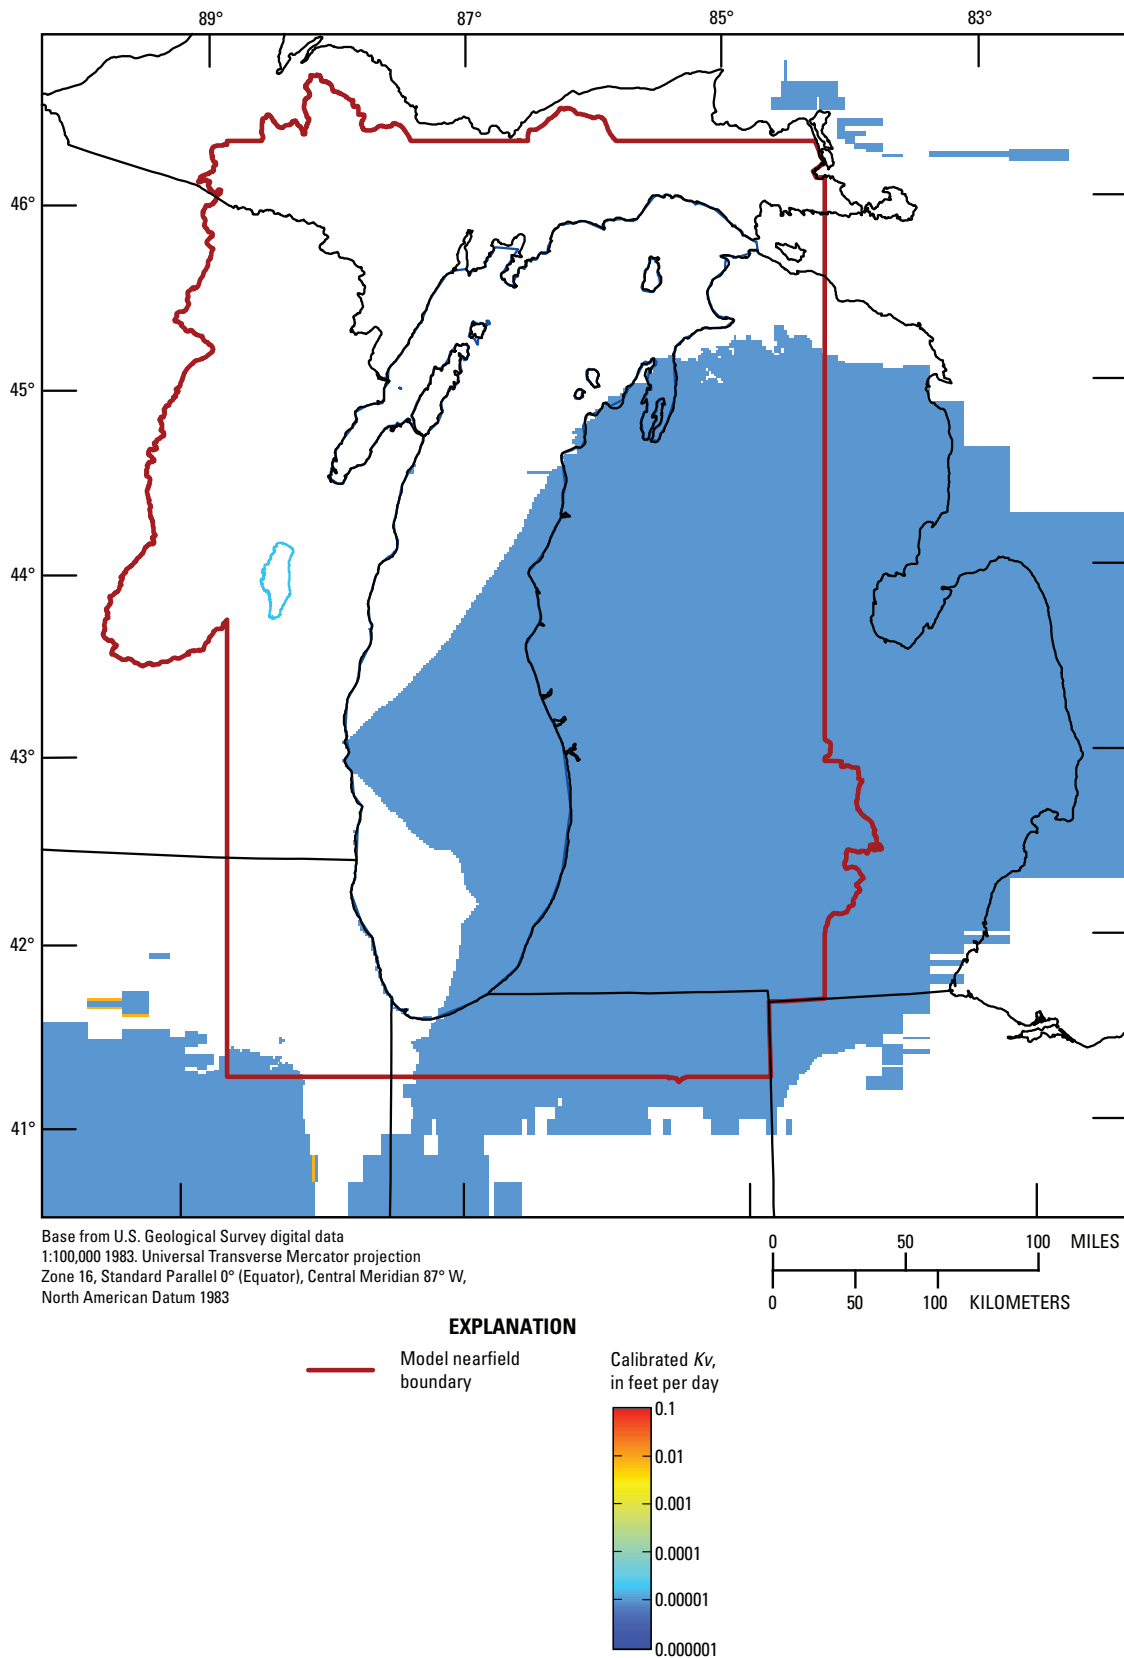 89°
87°
85°
83°
46°
45°
44°
43°
42°
41°
Base from U.S. Geological Survey digital data
1:100,000 1983. Universal Transverse Mercator projection
Zone 16, Standard Parallel 0° (Equator), Central Meridian 87° W,
North American Datum 1983
0 50 100 MILES
0 50 100 KILOMETERS
EXPLANATION
Model nearfield
boundary
Calibrated Kv,
in feet per day
0.1
0.01
0.001
0.0001
0.00001
0.000001